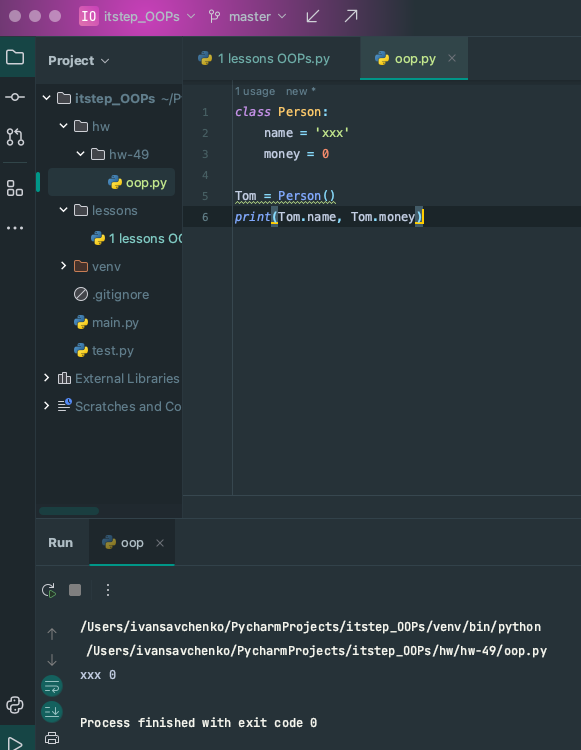 IO itstep_OOPs master
Project
1 lessons OOPs.py oop.py
itstep_OOPs ~/P
hw
hw-49
oop.py
lessons
1 lessons OO
venv
.gitignore
main.py
test.py
External Libraries
Scratches and Co
1 usage new *
1 class Person:
2 name = 'xxx'
3 money = 0
4
5 Tom = Person()
6 print(Tom.name, Tom.money)
Run oop
/Users/ivansavchenko/PycharmProjects/itstep_OOPs/venv/bin/python
/Users/ivansavchenko/PycharmProjects/itstep_OOPs/hw/hw-49/oop.py
xxx 0
Process finished with exit code 0